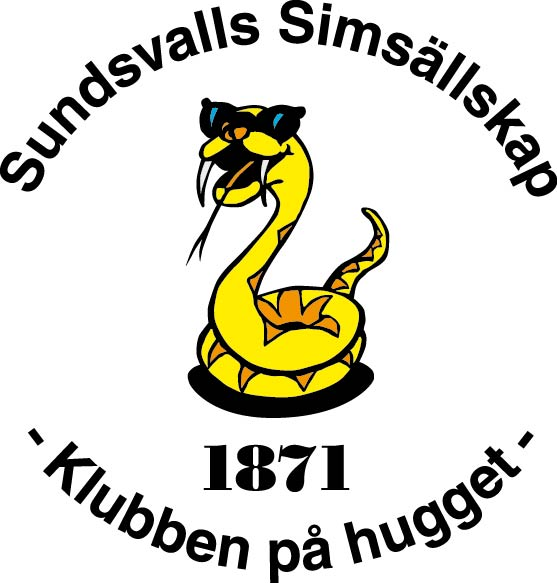 Sundsvalls Simsällskap
1871
- Klubben på hugget -